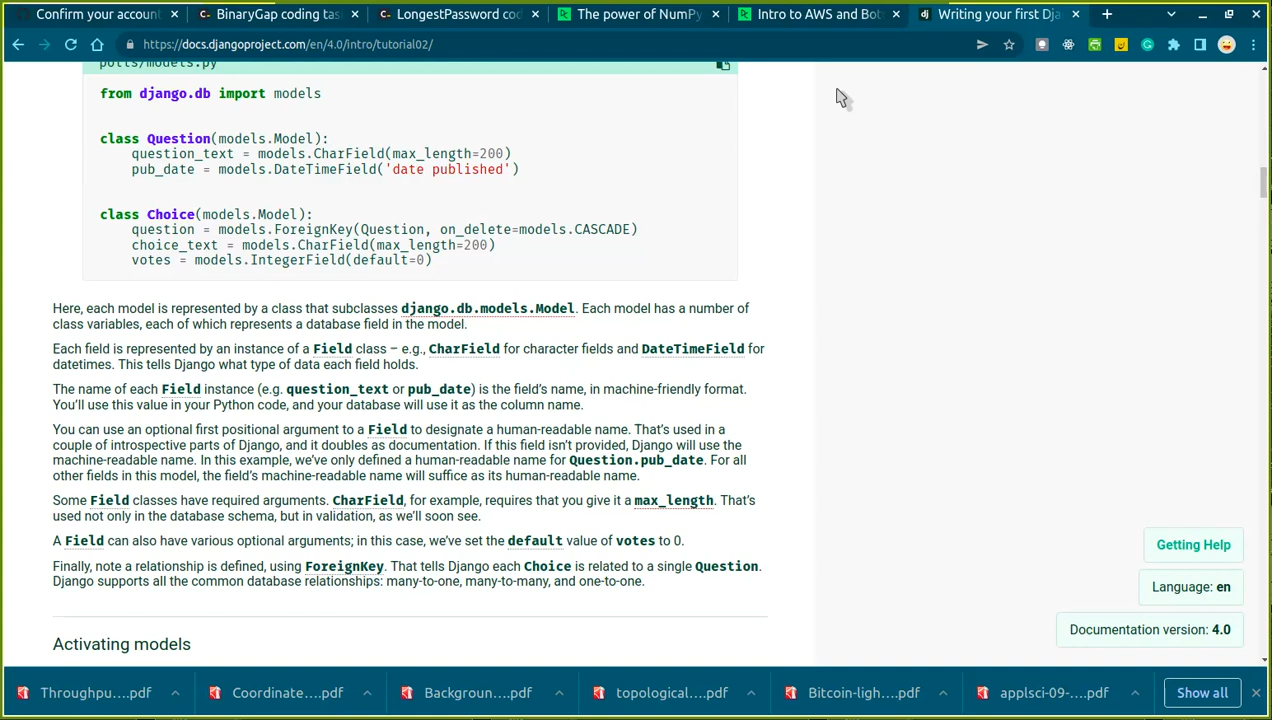 Confirm your accoun
BinaryGap coding tas
LongestPassword co
The power of NumPy
Intro to AWS and Bot
Writing your first Dja
https://docs.djangoproject.com/en/4.0/intro/tutorial02/
polls/models.py
from django.db import models
class Question(models.Model):
question_text = models.CharField(max_length=200)
pub_date = models.DateTimeField('date published')
class Choice(models.Model):
question = models.ForeignKey(Question, on_delete=models.CASCADE)
choice_text = models.CharField(max_length=200)
votes = models.IntegerField(default=0)
Here, each model is represented by a class that subclasses django.db.models.Model. Each model has a number of
class variables, each of which represents a database field in the model.
Each field is represented by an instance of a Field class – e.g., CharField for character fields and DateTimeField for
datetimes. This tells Django what type of data each field holds.
The name of each Field instance (e.g. question_text or pub_date) is the field's name, in machine-friendly format.
You'll use this value in your Python code, and your database will use it as the column name.
You can use an optional first positional argument to a Field to designate a human-readable name. That's used in a
couple of introspective parts of Django, and it doubles as documentation. If this field isn't provided, Django will use the
machine-readable name. In this example, we've only defined a human-readable name for Question.pub_date. For all
other fields in this model, the field's machine-readable name will suffice as its human-readable name.
Some Field classes have required arguments. CharField, for example, requires that you give it a max_length. That's
used not only in the database schema, but in validation, as we'll soon see.
A Field can also have various optional arguments; in this case, we've set the default value of votes to 0.
Finally, note a relationship is defined, using ForeignKey. That tells Django each Choice is related to a single Question.
Django supports all the common database relationships: many-to-one, many-to-many, and one-to-one.
Activating models
Getting Help
Language: en
Documentation version: 4.0
Throughpu....pdf
Coordinate....pdf
Backgroun....pdf
topological....pdf
Bitcoin-ligh....pdf
applsci-09-....pdf
Show all